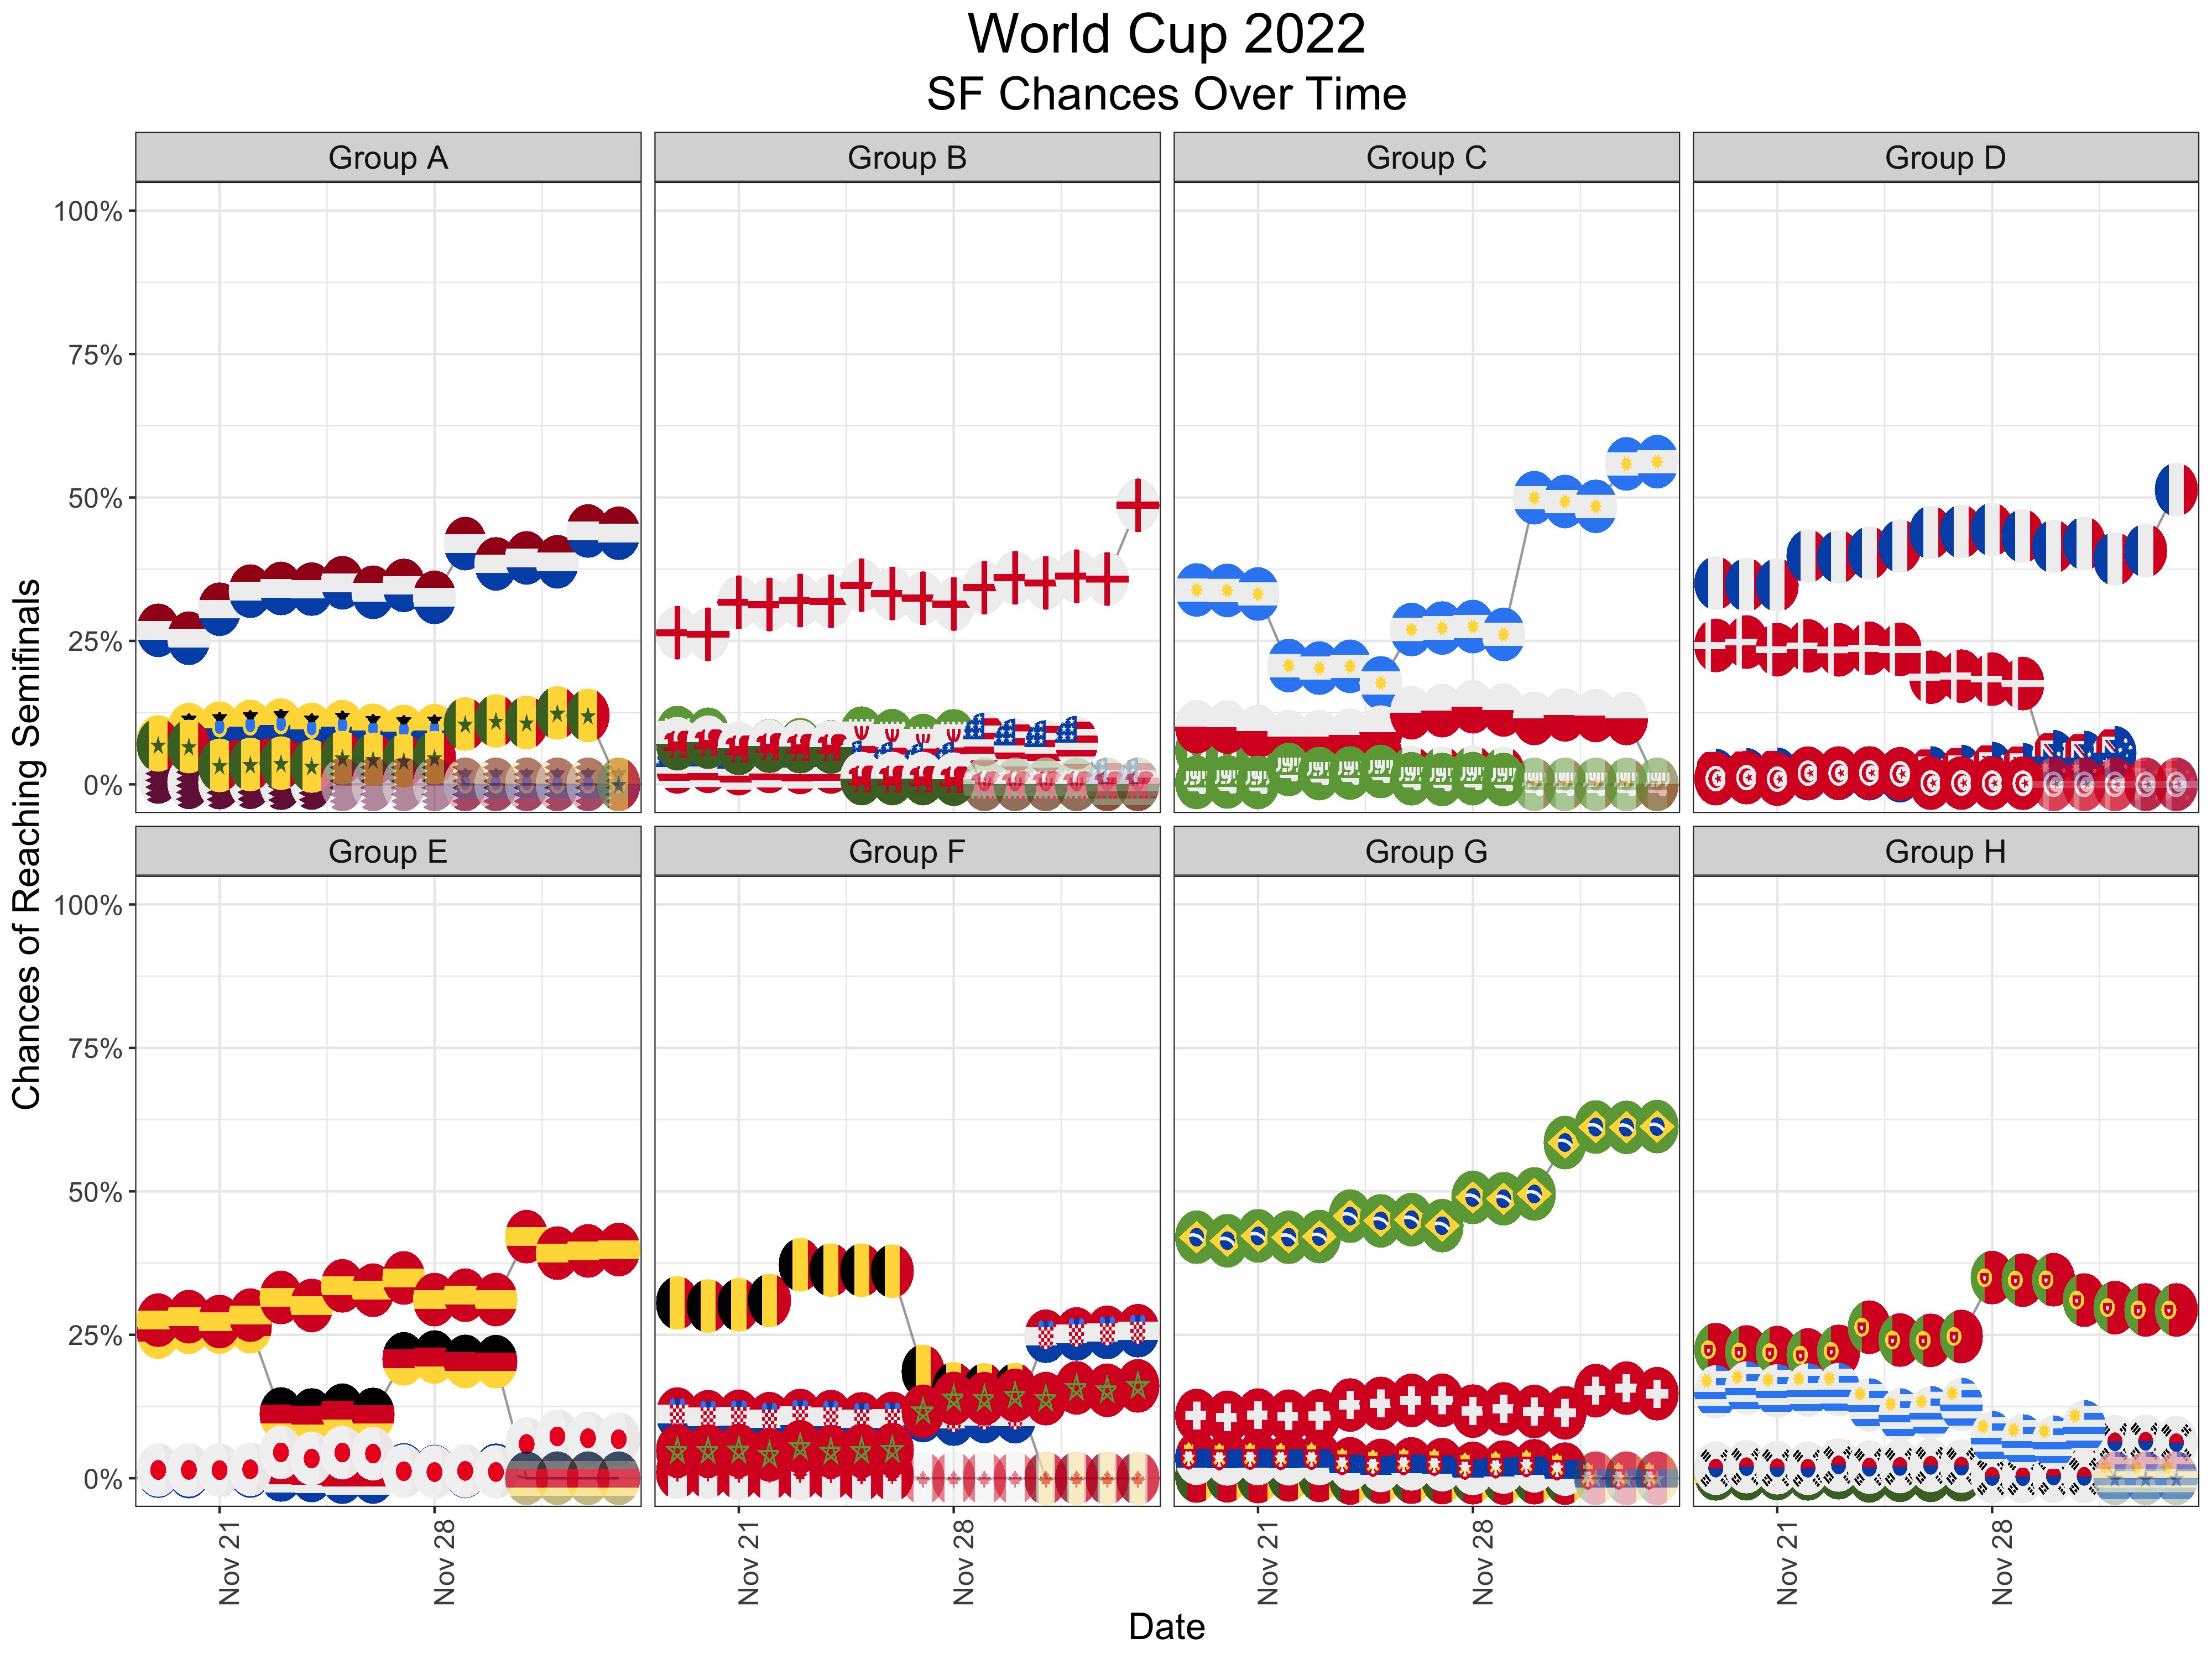 World Cup 2022
SF Chances Over Time
Group A
Group B
Group C
Group D
100%
75%
50%
25%
0%
Group E
Group F
Group G
Group H
100%
75%
50%
25%
0%
Nov 21
Nov 28
Nov 21
Nov 28
Nov 21
Nov 28
Nov 21
Nov 28
Date
Chances of Reaching Semifinals